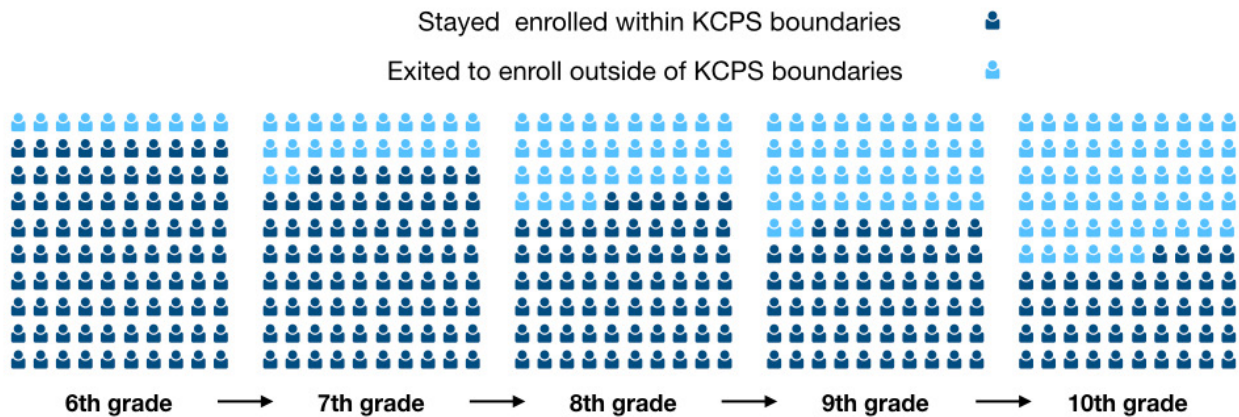 Stayed enrolled within KCPS boundaries
Exited to enroll outside of KCPS boundaries
6th grade → 7th grade → 8th grade → 9th grade → 10th grade